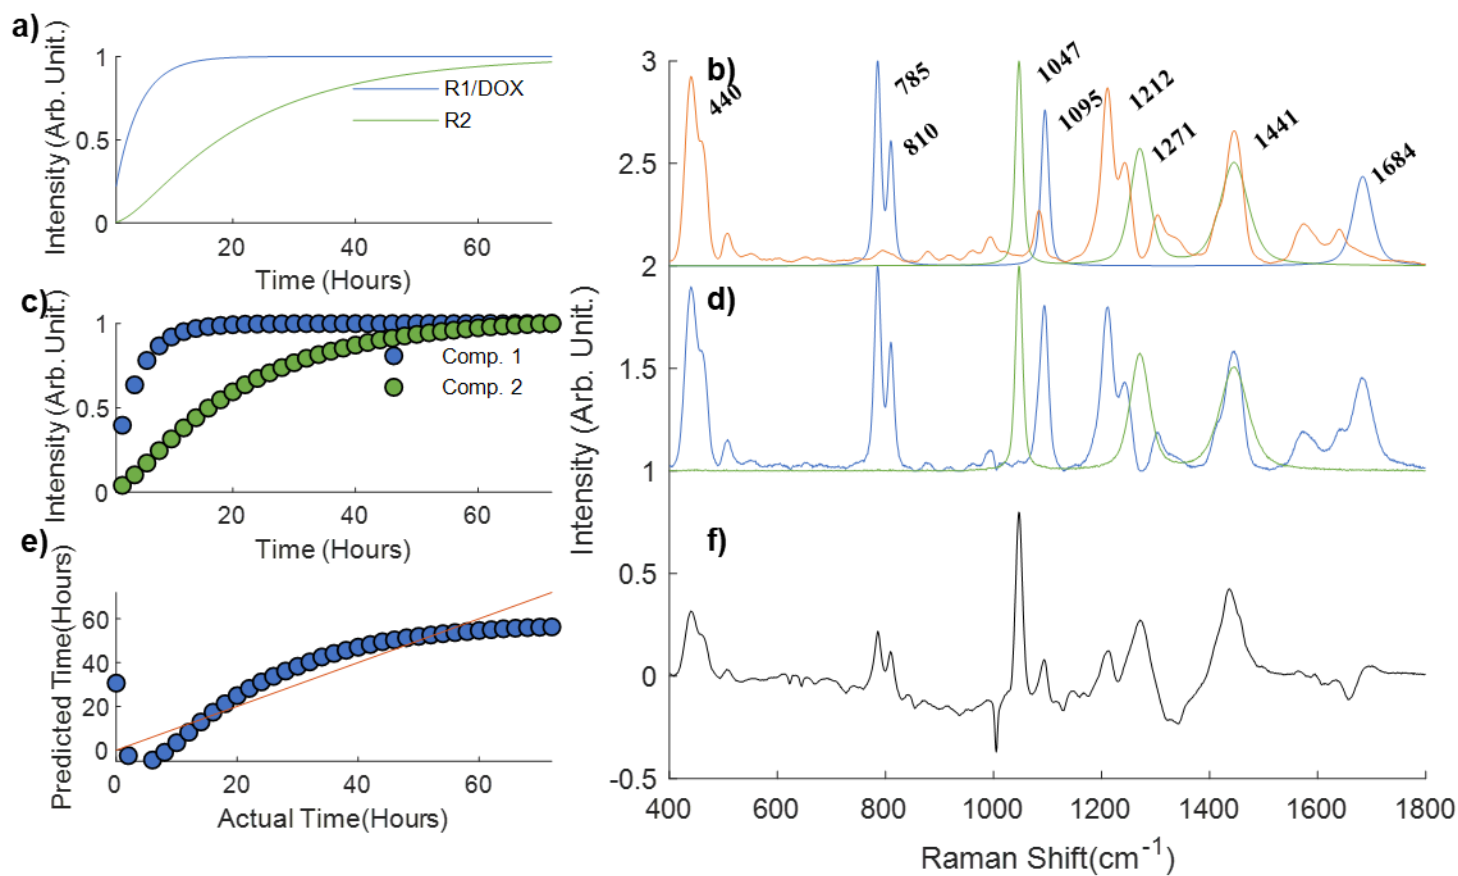 a)
Intensity (Arb. Unit.)
1
0.5
0
20
40
60
Time (Hours)
R1/DOX
R2
b)
3
2.5
2
440
785
810
1047
1095
1212
1271
1441
1684
c)
Intensity (Arb. Unit.)
1
0.5
0
20
40
60
Time (Hours)
Comp. 1
Comp. 2
d)
1.5
1
Intensity (Arb. Unit.)
e)
Predicted Time(Hours)
60
40
20
0
0
20
40
60
Actual Time(Hours)
f)
0.5
0
-0.5
400
600
800
1000
1200
1400
1600
1800
Raman Shift(cm⁻¹)